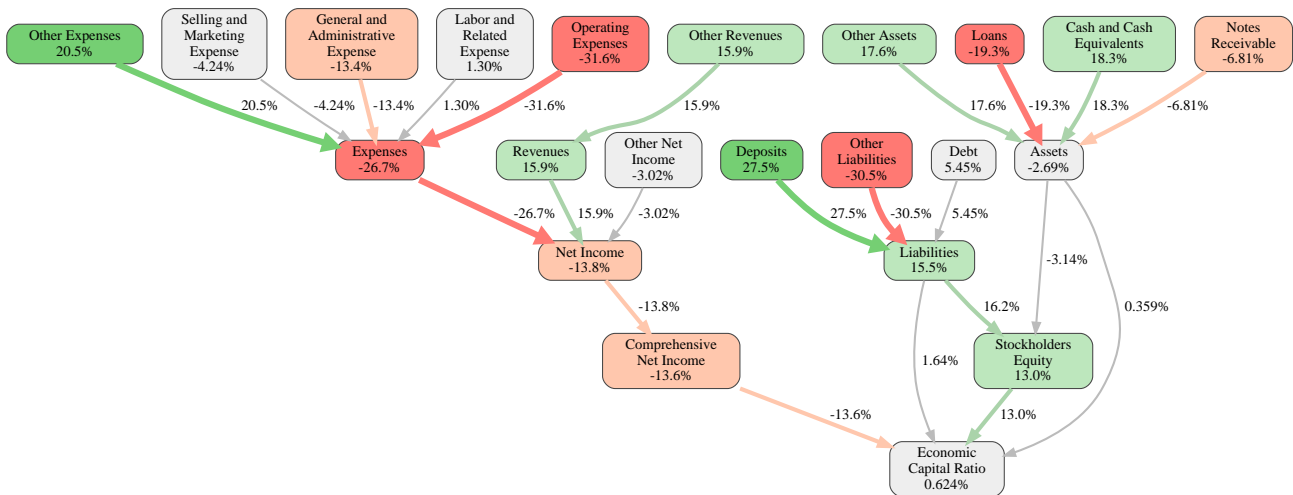 Other Expenses
20.5%
Selling and
Marketing
Expense
-4.24%
General and
Administrative
Expense
-13.4%
Labor and
Related
Expense
1.30%
Operating
Expenses
-31.6%
Other Revenues
15.9%
Other Assets
17.6%
Loans
-19.3%
Cash and Cash
Equivalents
18.3%
Notes
Receivable
-6.81%
20.5%
-4.24%
-13.4%
1.30%
-31.6%
15.9%
17.6%
-19.3%
18.3%
-6.81%
Expenses
-26.7%
Revenues
15.9%
Other Net
Income
-3.02%
Deposits
27.5%
Other
Liabilities
-30.5%
Debt
5.45%
Assets
-2.69%
-26.7%
15.9%
-3.02%
27.5%
-30.5%
5.45%
Net Income
-13.8%
Liabilities
15.5%
-3.14%
-13.8%
16.2%
0.359%
Comprehensive
Net Income
-13.6%
1.64%
Stockholders
Equity
13.0%
-13.6%
13.0%
Economic
Capital Ratio
0.624%